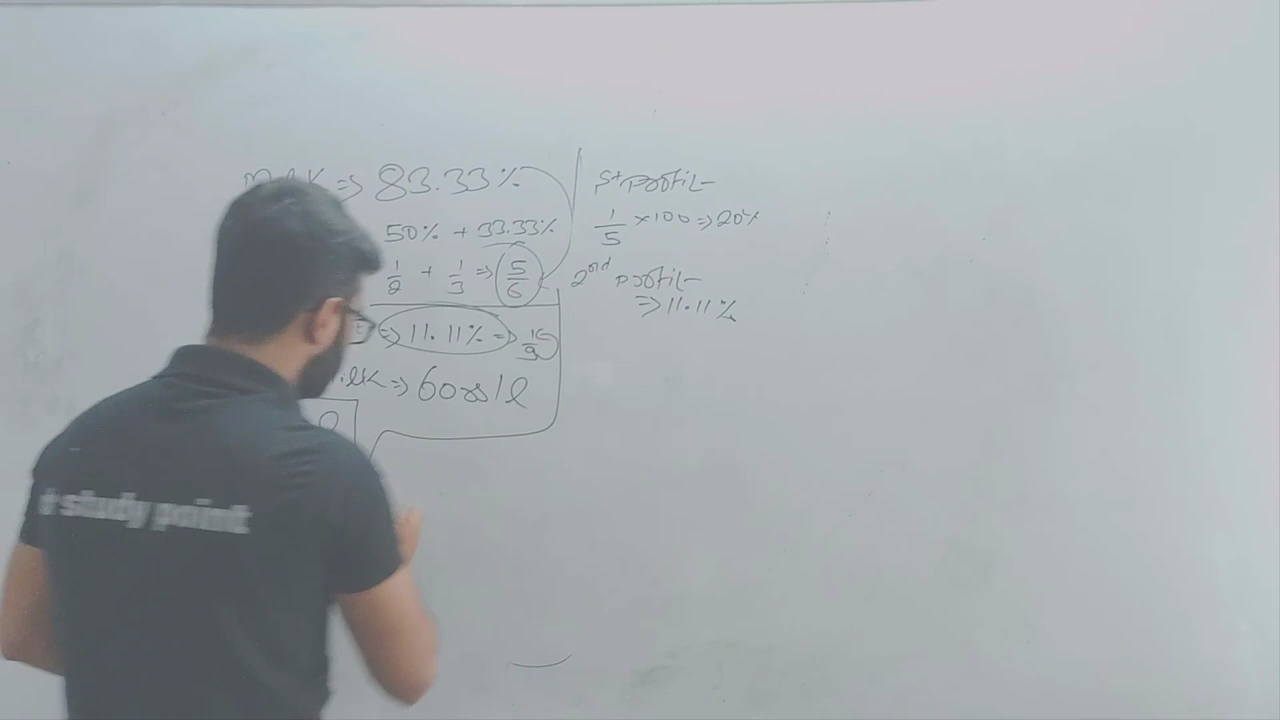 ⇒ 83.33%
50% + 33.33%
1/2 + 1/3 ⇒ 5/6
⇒ 11.11% ⇒ 1/9
⇒ 60rs/l
1st profit
1/5 ×100 ⇒ 20%
2nd profit
⇒ 11.11%
study point